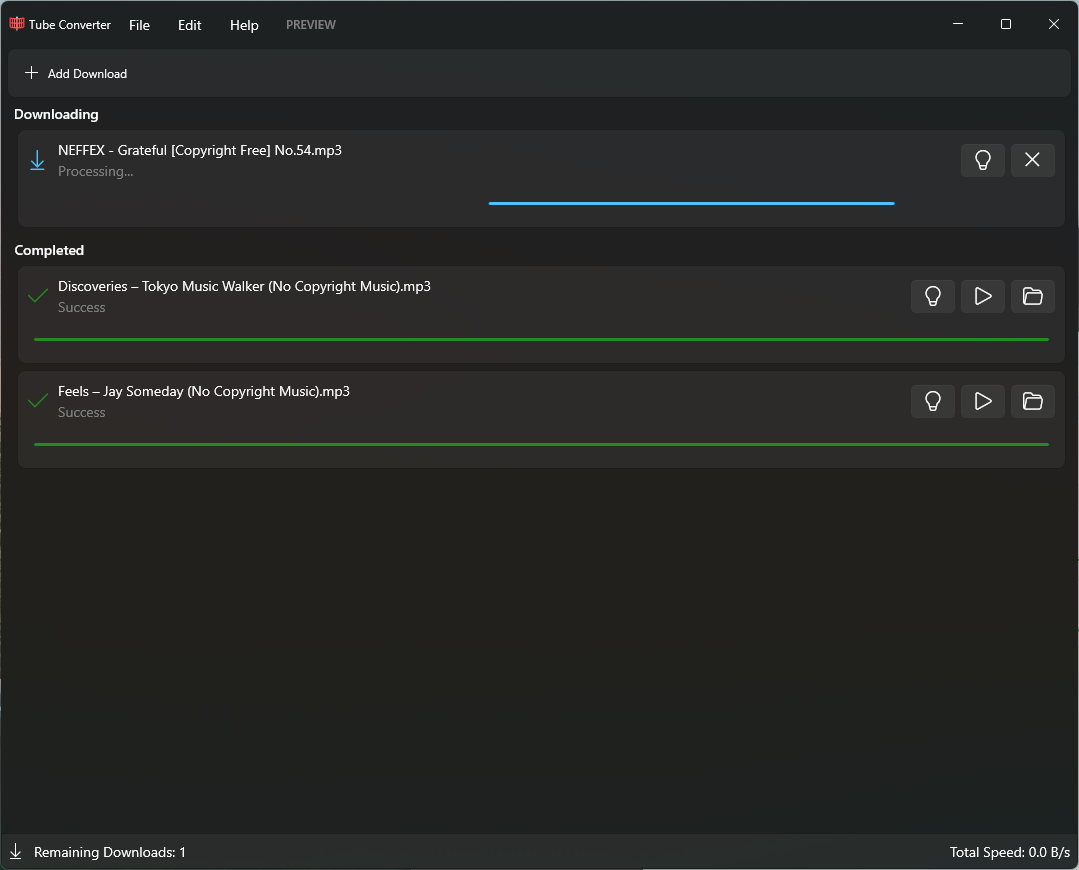 Tube Converter File Edit Help PREVIEW
Add Download
Downloading
NEFFEX - Grateful [Copyright Free] No.54.mp3
Processing...
Completed
Discoveries – Tokyo Music Walker (No Copyright Music).mp3
Success
Feels – Jay Someday (No Copyright Music).mp3
Success
Remaining Downloads: 1 Total Speed: 0.0 B/s